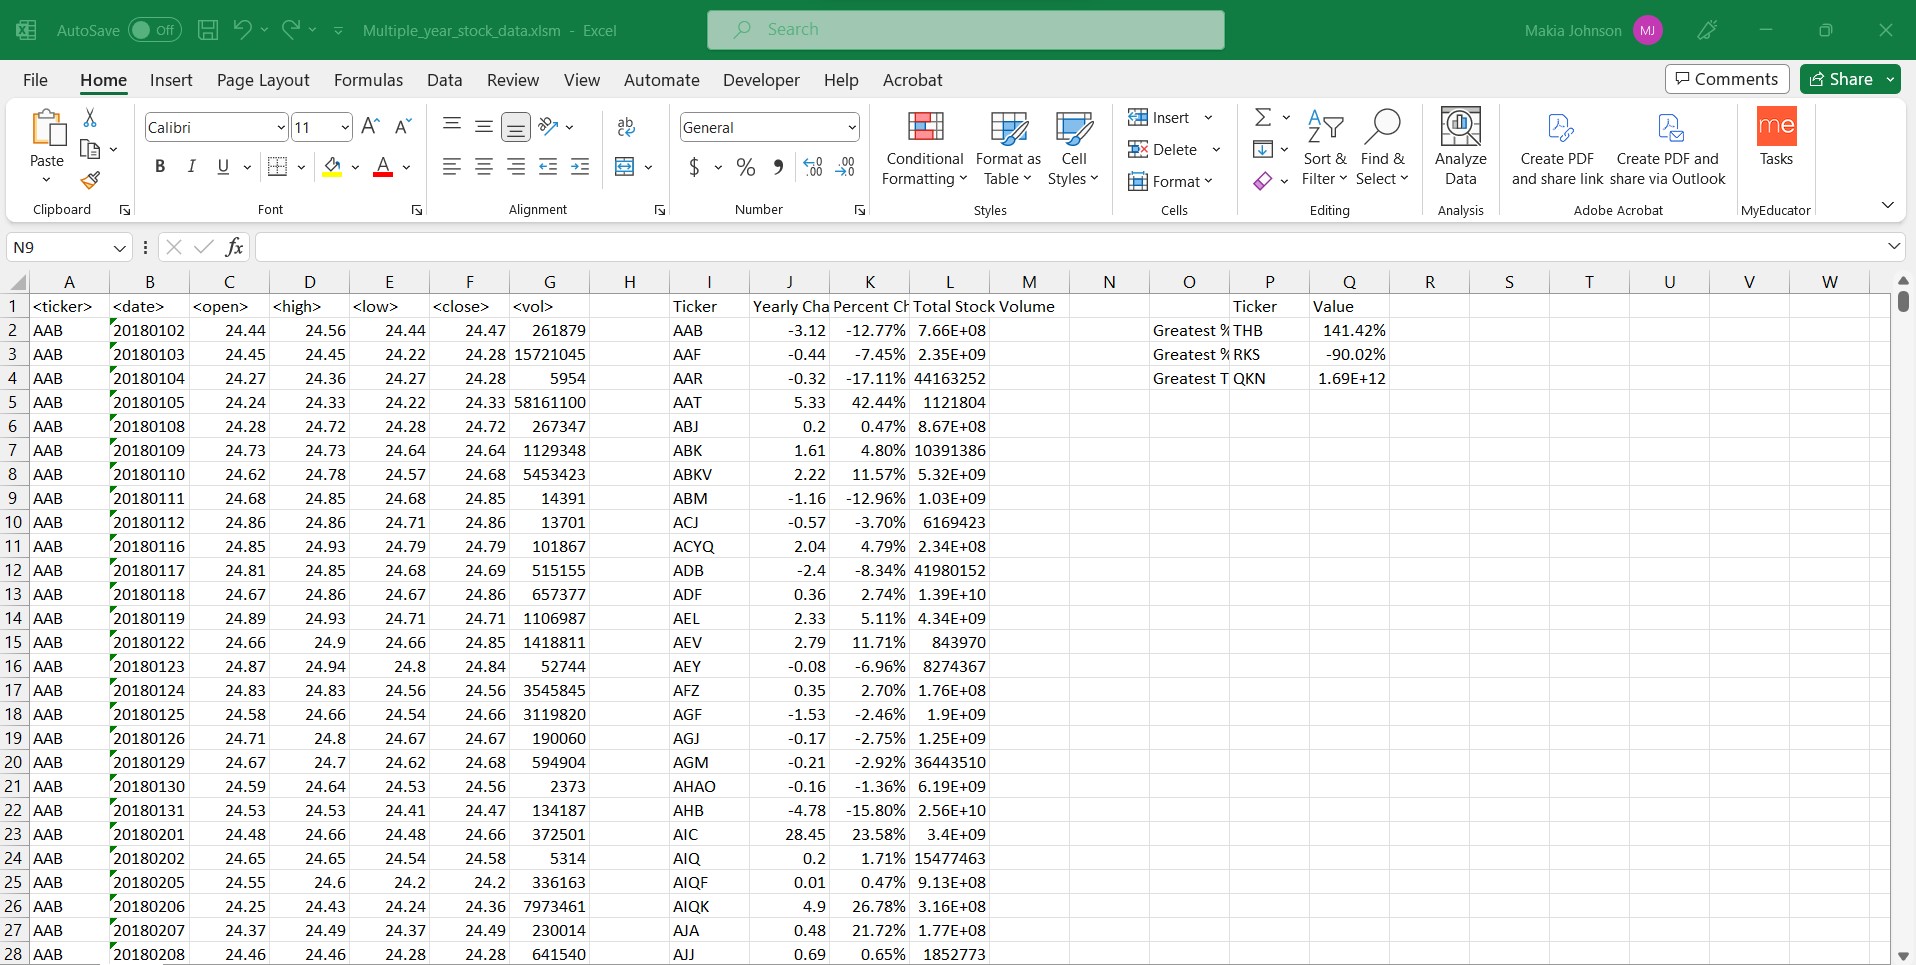 AutoSave Off Multiple_year_stock_data.xlsm - Excel Search Makia Johnson MJ
File Home Insert Page Layout Formulas Data Review View Automate Developer Help Acrobat Comments Share
Paste Calibri 11 General Conditional Formatting Format as Table Cell Styles Insert Delete Format Sort & Filter Find & Select Analyze Data Create PDF and share link Create PDF and share via Outlook me Tasks
Clipboard Font Alignment Number Styles Cells Editing Analysis Adobe Acrobat MyEducator
N9 fx
A B C D E F G H I J K L M N O P Q R S T U V W
1 <ticker> <date> <open> <high> <low> <close> <vol> Ticker Yearly Cha Percent Ch Total Stock Volume Ticker Value
2 AAB 20180102 24.44 24.56 24.44 24.47 261879 AAB -3.12 -12.77% 7.66E+08 Greatest % THB 141.42%
3 AAB 20180103 24.45 24.45 24.22 24.28 15721045 AAF -0.44 -7.45% 2.35E+09 Greatest % RKS -90.02%
4 AAB 20180104 24.27 24.36 24.27 24.28 5954 AAR -0.32 -17.11% 44163252 Greatest T QKN 1.69E+12
5 AAB 20180105 24.24 24.33 24.22 24.33 58161100 AAT 5.33 42.44% 1121804
6 AAB 20180108 24.28 24.72 24.28 24.72 267347 ABJ 0.2 0.47% 8.67E+08
7 AAB 20180109 24.73 24.73 24.64 24.64 1129348 ABK 1.61 4.80% 10391386
8 AAB 20180110 24.62 24.78 24.57 24.68 5453423 ABKV 2.22 11.57% 5.32E+09
9 AAB 20180111 24.68 24.85 24.68 24.85 14391 ABM -1.16 -12.96% 1.03E+09
10 AAB 20180112 24.86 24.86 24.71 24.86 13701 ACJ -0.57 -3.70% 6169423
11 AAB 20180116 24.85 24.93 24.79 24.79 101867 ACYQ 2.04 4.79% 2.34E+08
12 AAB 20180117 24.81 24.85 24.68 24.69 515155 ADB -2.4 -8.34% 41980152
13 AAB 20180118 24.67 24.86 24.67 24.86 657377 ADF 0.36 2.74% 1.39E+10
14 AAB 20180119 24.89 24.93 24.71 24.71 1106987 AEL 2.33 5.11% 4.34E+09
15 AAB 20180122 24.66 24.9 24.66 24.85 1418811 AEV 2.79 11.71% 843970
16 AAB 20180123 24.87 24.94 24.8 24.84 52744 AEY -0.08 -6.96% 8274367
17 AAB 20180124 24.83 24.83 24.56 24.56 3545845 AFZ 0.35 2.70% 1.76E+08
18 AAB 20180125 24.58 24.66 24.54 24.66 3119820 AGF -1.53 -2.46% 1.9E+09
19 AAB 20180126 24.71 24.8 24.67 24.67 190060 AGJ -0.17 -2.75% 1.25E+09
20 AAB 20180129 24.67 24.7 24.62 24.68 594904 AGM -0.21 -2.92% 36443510
21 AAB 20180130 24.59 24.64 24.53 24.56 2373 AHAO -0.16 -1.36% 6.19E+09
22 AAB 20180131 24.53 24.53 24.41 24.47 134187 AHB -4.78 -15.80% 2.56E+10
23 AAB 20180201 24.48 24.66 24.48 24.66 372501 AIC 28.45 23.58% 3.4E+09
24 AAB 20180202 24.65 24.65 24.54 24.58 5314 AIQ 0.2 1.71% 15477463
25 AAB 20180205 24.55 24.6 24.2 24.2 336163 AIQF 0.01 0.47% 9.13E+08
26 AAB 20180206 24.25 24.43 24.24 24.36 7973461 AIQK 4.9 26.78% 3.16E+08
27 AAB 20180207 24.37 24.49 24.37 24.49 230014 AJA 0.48 21.72% 1.77E+08
28 AAB 20180208 24.46 24.46 24.28 24.28 641540 AJJ 0.69 0.65% 1852773